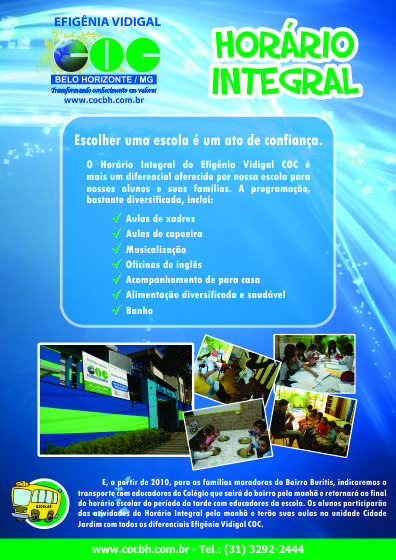 EFIGÊNIA VIDIGAL
COC
BELO HORIZONTE / MG
Transformando conhecimento em valores
www.cocbh.com.br
HORÁRIO
INTEGRAL
Escolher uma escola é um ato de confiança.
O Horário Integral do Efigênia Vidigal COC é
mais um diferencial oferecido por nossa escola para
nossos alunos e suas famílias. A programação,
bastante diversificada, inclui:
Aulas de xadrez
Aulas de capoeira
Musicalização
Oficinas de inglês
Acompanhamento de para casa
Alimentação diversificada e saudável
Banho
COC
ESCOLAR
E, a partir de 2010, para as famílias moradoras do Bairro Buritis, indicaremos o
transporte com educadores do Colégio que sairá do bairro pela manhã e retornará ao final
do horário escolar do período da tarde com educadores da escola. Os alunos participarão
das atividades do Horário Integral pela manhã e terão suas aulas na unidade Cidade
Jardim com todos os diferenciais Efigênia Vidigal COC.
www.cocbh.com.br - Tel.: (31) 3292-2444